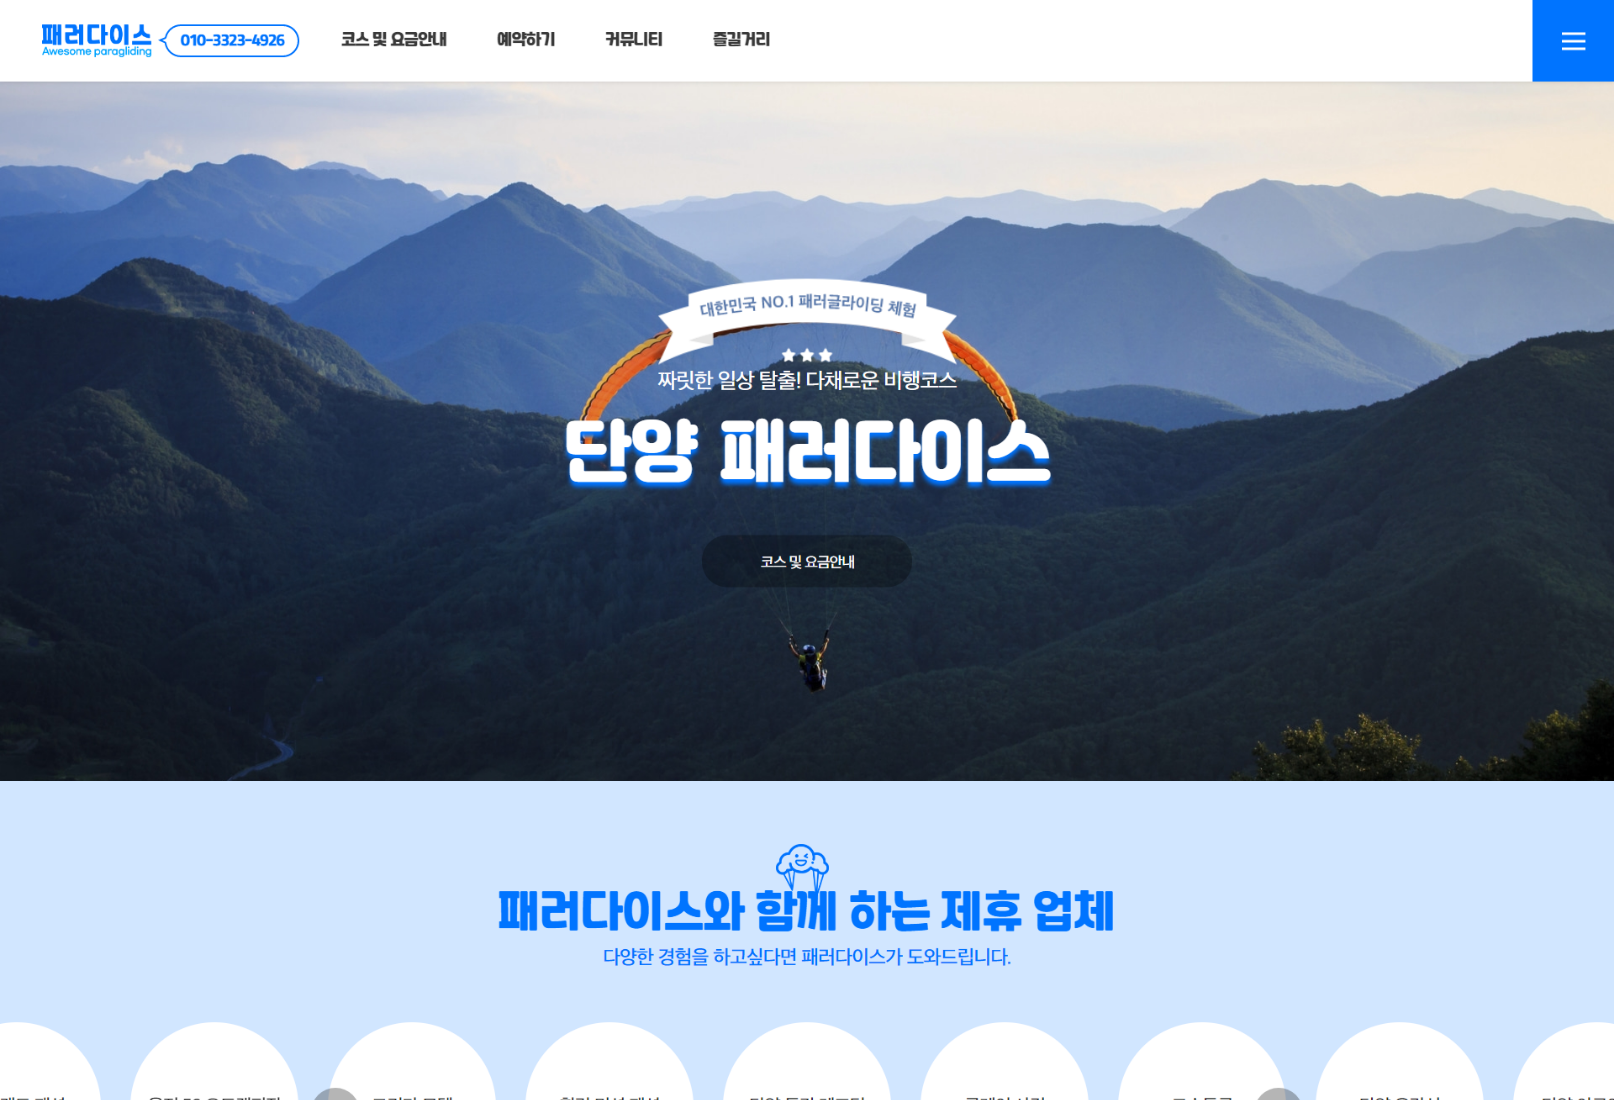 패러다이스
Awesome paragliding
010-3323-4926
코스 및 요금안내
예약하기
커뮤니티
즐길거리
대한민국 NO.1 패러글라이딩 체험
짜릿한 일상 탈출! 다채로운 비행코스
단양 패러다이스
코스 및 요금안내
패러다이스와 함께 하는 제휴 업체
다양한 경험을 하고싶다면 패러다이스가 도와드립니다.